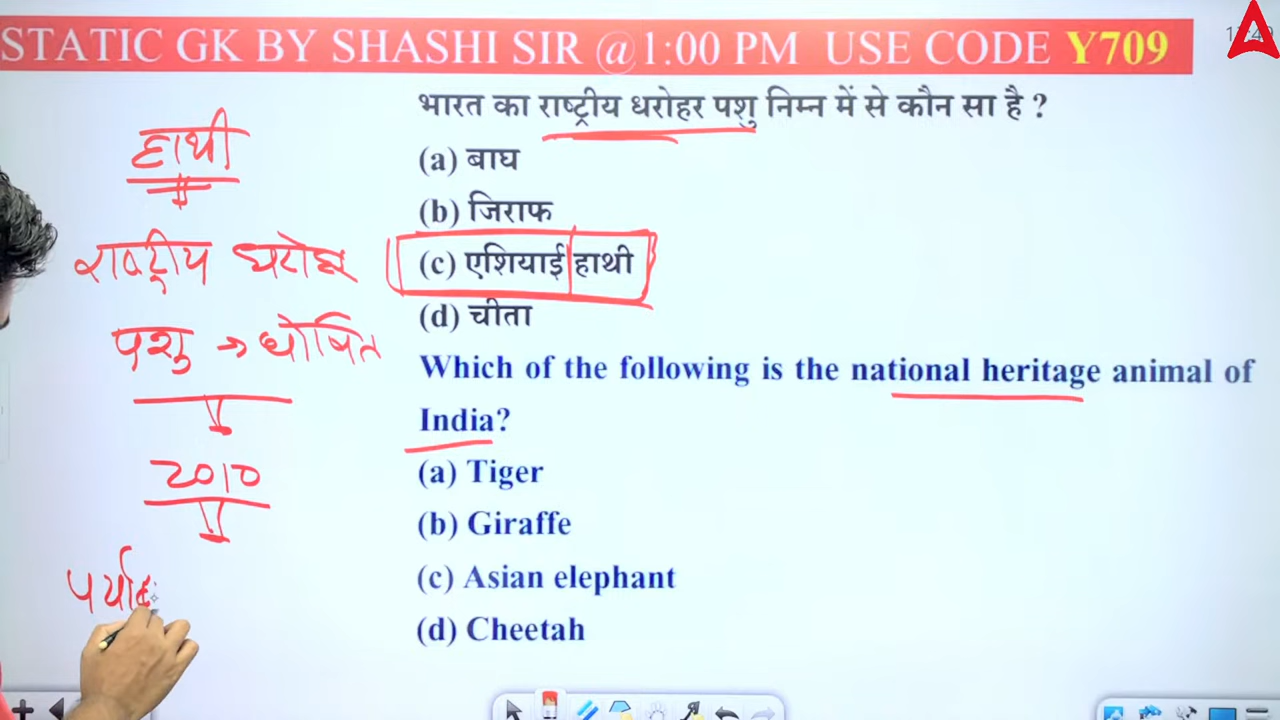 STATIC GK BY SHASHI SIR @1:00 PM USE CODE Y709
भारत का राष्ट्रीय धरोहर पशु निम्न में से कौन सा है ?
(a) बाघ
(b) जिराफ
(c) एशियाई हाथी
(d) चीता
Which of the following is the national heritage animal of
India?
(a) Tiger
(b) Giraffe
(c) Asian elephant
(d) Cheetah
हाथी
राष्ट्रीय धरोहर
पशु → घोषित
2010